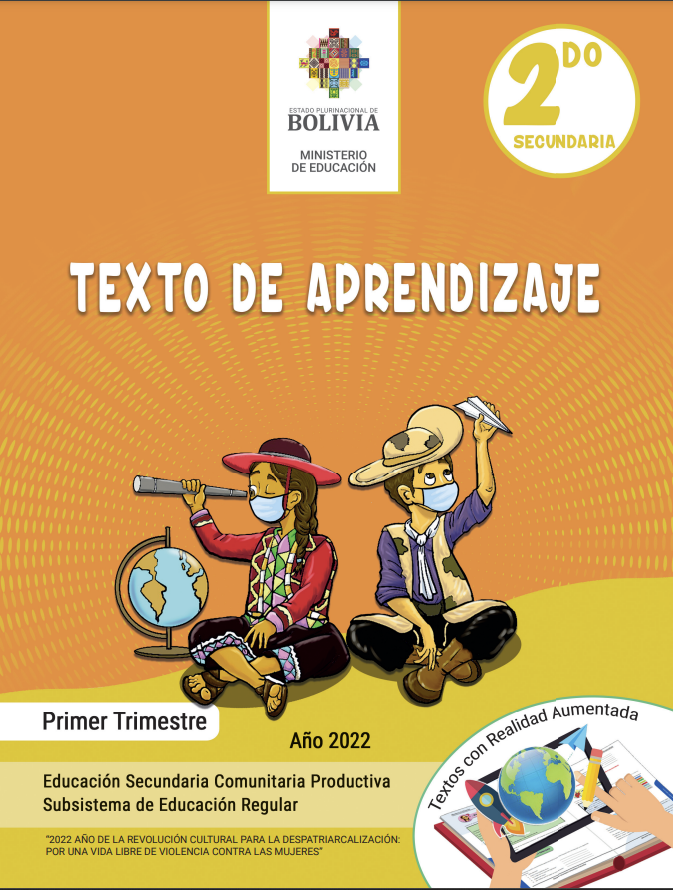 ESTADO PLURINACIONAL DE
BOLIVIA
MINISTERIO
DE EDUCACIÓN
2DO
SECUNDARIA
TEXTO DE APRENDIZAJE
Primer Trimestre
Año 2022
Textos con Realidad Aumentada
Educación Secundaria Comunitaria Productiva
Subsistema de Educación Regular
"2022 AÑO DE LA REVOLUCIÓN CULTURAL PARA LA DESPATRIARCALIZACIÓN:
POR UNA VIDA LIBRE DE VIOLENCIA CONTRA LAS MUJERES"